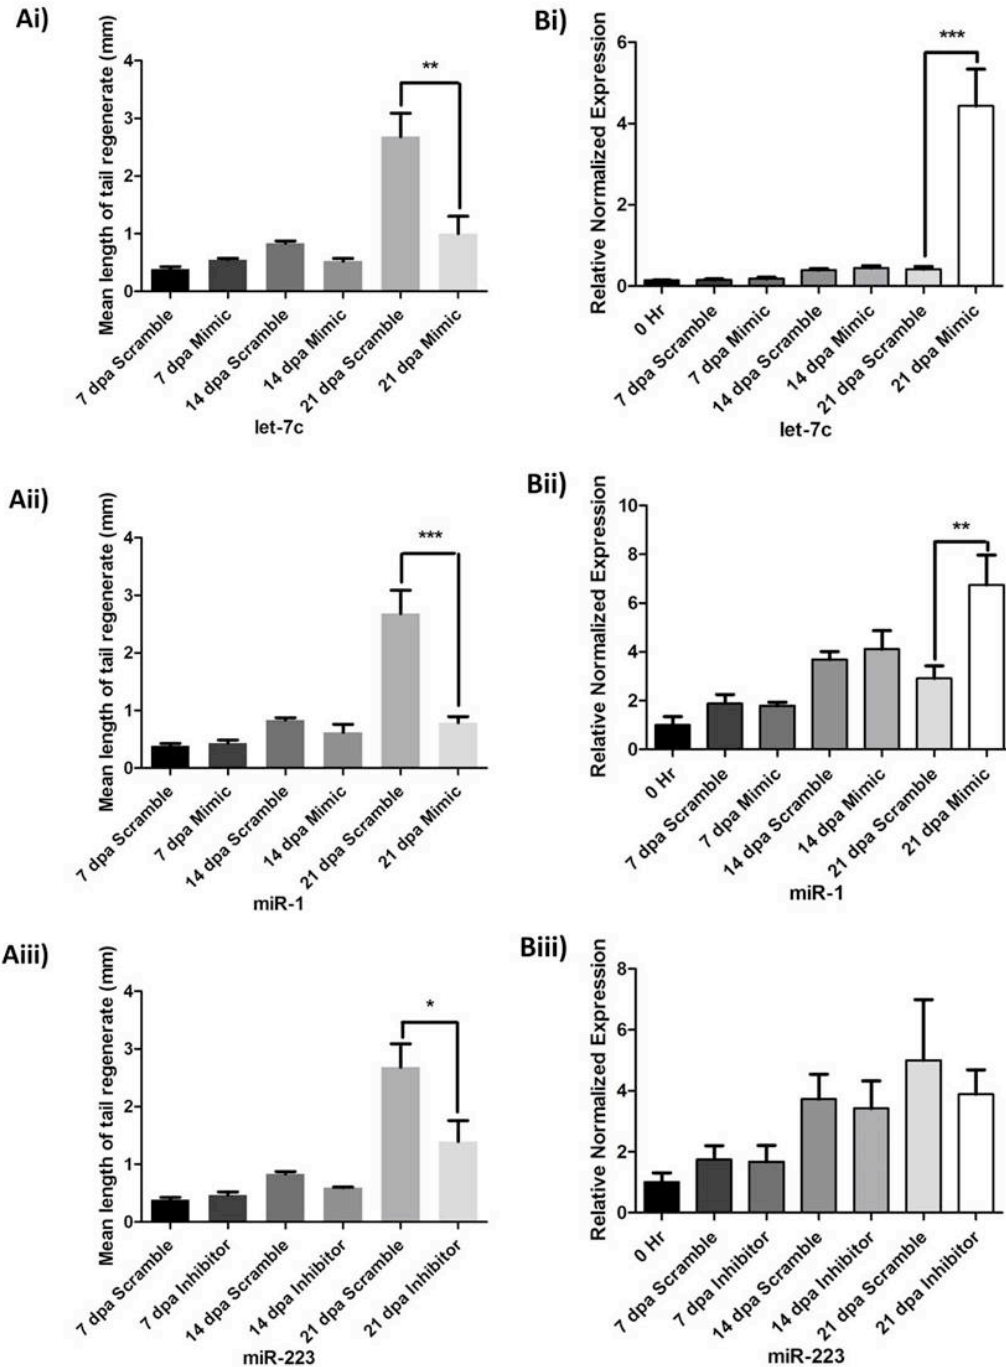 Ai)
Mean length of tail regenerate (mm)
4
3
2
1
0
**
7 dpa Scramble
7 dpa Mimic
14 dpa Scramble
14 dpa Mimic
21 dpa Scramble
21 dpa Mimic
let-7c
Bi)
Relative Normalized Expression
6
4
2
0
***
0 Hr
7 dpa Scramble
7 dpa Mimic
14 dpa Scramble
14 dpa Mimic
21 dpa Scramble
21 dpa Mimic
let-7c
Aii)
Mean length of tail regenerate (mm)
4
3
2
1
0
***
7 dpa Scramble
7 dpa Mimic
14 dpa Scramble
14 dpa Mimic
21 dpa Scramble
21 dpa Mimic
miR-1
Bii)
Relative Normalized Expression
10
8
6
4
2
0
**
0 Hr
7 dpa Scramble
7 dpa Mimic
14 dpa Scramble
14 dpa Mimic
21 dpa Scramble
21 dpa Mimic
miR-1
Aiii)
Mean length of tail regenerate (mm)
4
3
2
1
0
*
7 dpa Scramble
7 dpa Inhibitor
14 dpa Scramble
14 dpa Inhibitor
21 dpa Scramble
21 dpa Inhibitor
miR-223
Biii)
Relative Normalized Expression
8
6
4
2
0
0 Hr
7 dpa Scramble
7 dpa Inhibitor
14 dpa Scramble
14 dpa Inhibitor
21 dpa Scramble
21 dpa Inhibitor
miR-223